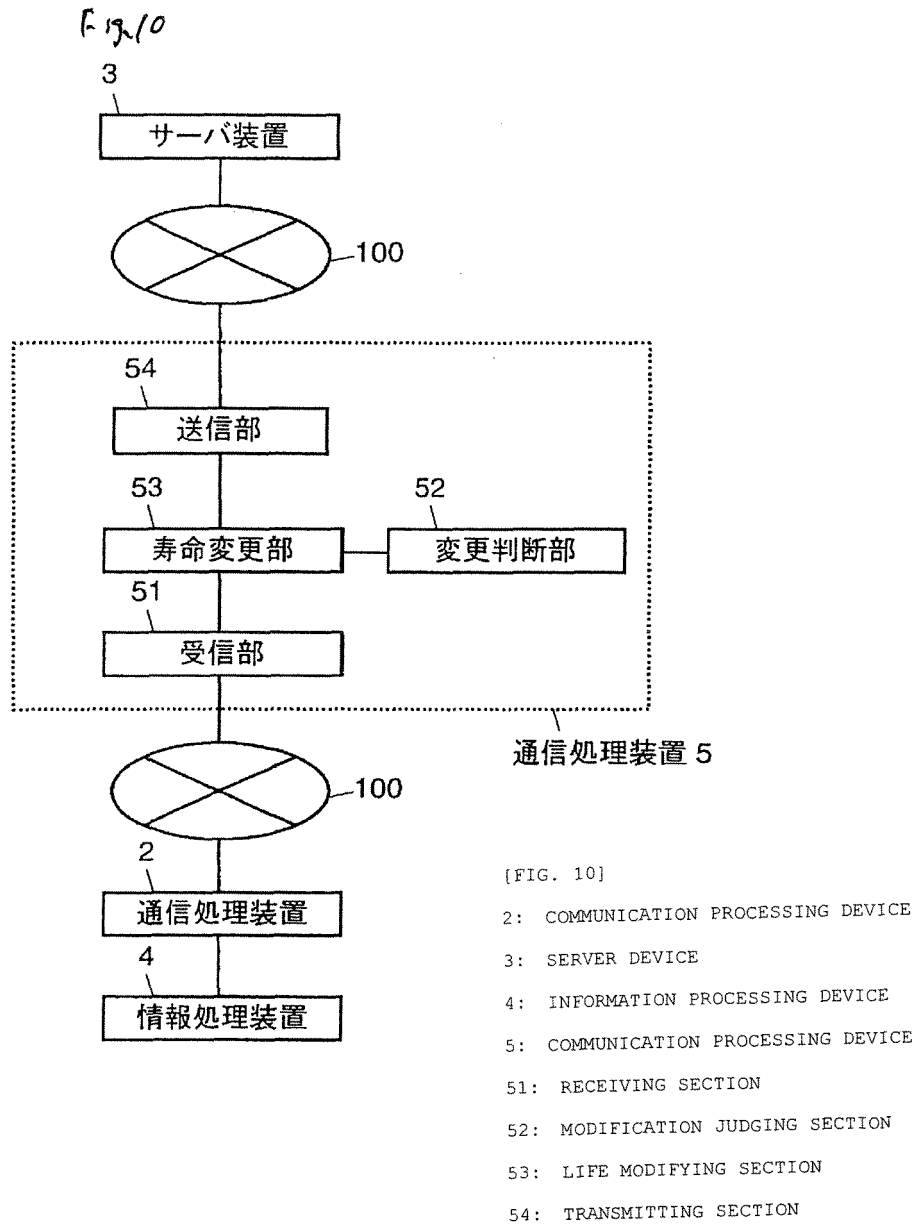 Fig. 10
3
サーバ装置
100
54
送信部
53
寿命変更部
52
変更判断部
51
受信部
通信処理装置 5
100
2
通信処理装置
4
情報処理装置
[FIG. 10]
2: COMMUNICATION PROCESSING DEVICE
3: SERVER DEVICE
4: INFORMATION PROCESSING DEVICE
5: COMMUNICATION PROCESSING DEVICE
51: RECEIVING SECTION
52: MODIFICATION JUDGING SECTION
53: LIFE MODIFYING SECTION
54: TRANSMITTING SECTION